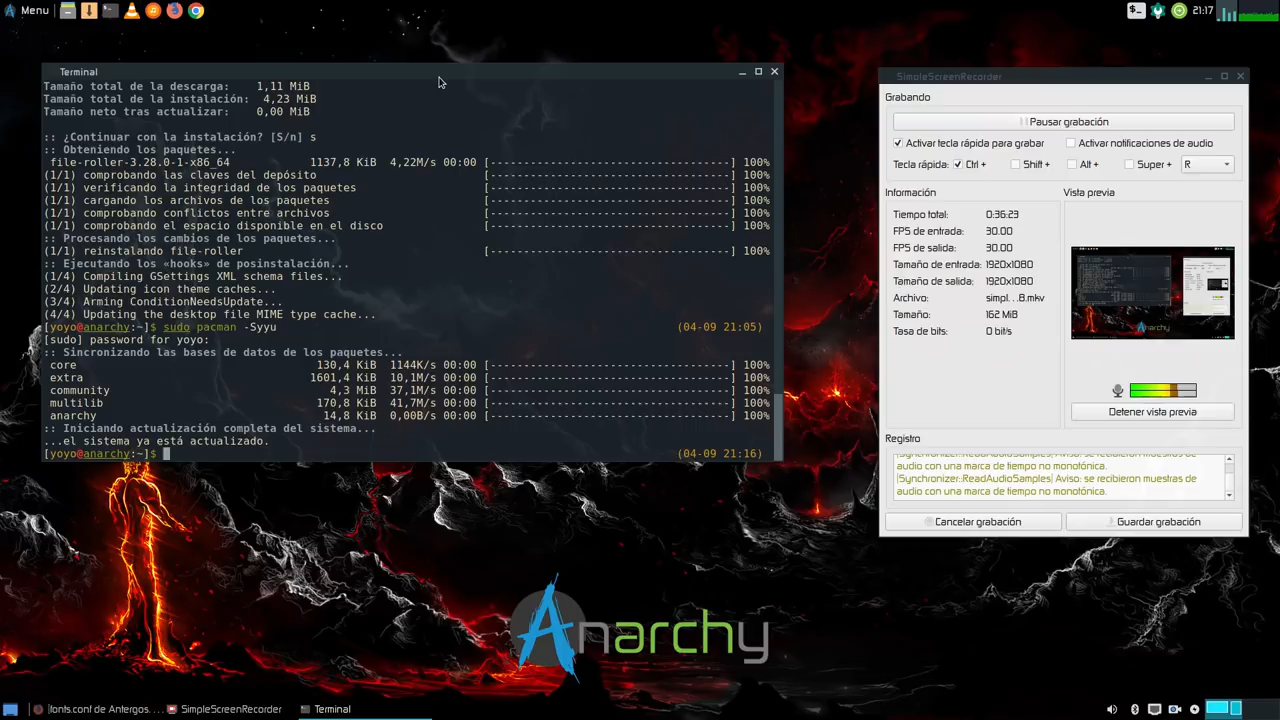 Menu
21:17
Terminal
Tamaño total de la descarga: 1,11 MiB
Tamaño total de la instalación: 4,23 MiB
Tamaño neto tras actualizar: 0,00 MiB
:: ¿Continuar con la instalación? [S/n] s
:: Obteniendo los paquetes...
file-roller-3.28.0-1-x86_64 1137,8 KiB 4,22M/s 00:00 [-----------------------------------] 100%
(1/1) comprobando las claves del depósito [-----------------------------------] 100%
(1/1) verificando la integridad de los paquetes [-----------------------------------] 100%
(1/1) cargando los archivos de los paquetes [-----------------------------------] 100%
(1/1) comprobando conflictos entre archivos [-----------------------------------] 100%
(1/1) comprobando el espacio disponible en el disco [-----------------------------------] 100%
:: Procesando los cambios de los paquetes...
(1/1) reinstalando file-roller [-----------------------------------] 100%
:: Ejecutando los «hooks» de posinstalación...
(1/4) Compiling GSettings XML schema files...
(2/4) Updating icon theme caches...
(3/4) Arming ConditionNeedsUpdate...
(4/4) Updating the desktop file MIME type cache...
[yoyo@anarchy:~]$ sudo pacman -Syyu (04-09 21:05)
[sudo] password for yoyo:
:: Sincronizando las bases de datos de los paquetes...
core 130,4 KiB 1144K/s 00:00 [-----------------------------------] 100%
extra 1601,4 KiB 10,1M/s 00:00 [-----------------------------------] 100%
community 4,3 MiB 37,1M/s 00:00 [-----------------------------------] 100%
multilib 170,8 KiB 41,7M/s 00:00 [-----------------------------------] 100%
anarchy 14,8 KiB 0,00B/s 00:00 [-----------------------------------] 100%
:: Iniciando actualización completa del sistema...
...el sistema ya está actualizado.
[yoyo@anarchy:~]$ (04-09 21:16)
SimpleScreenRecorder
Grabando
Pausar grabación
Activar tecla rápida para grabar Activar notificaciones de audio
Tecla rápida: Ctrl + Shift + Alt + Super + R
Información
Tiempo total: 0:36:23
FPS de entrada: 30.00
FPS de salida: 30.00
Tamaño de entrada: 1920x1080
Tamaño de salida: 1920x1080
Archivo: simpl...8.mkv
Tamaño: 162 MiB
Tasa de bits: 0 bit/s
Vista previa
Anarchy
Detener vista previa
Registro
[Synchronizer::ReadAudioSamples] Aviso: se recibieron muestras de
audio con una marca de tiempo no monotónica.
[Synchronizer::ReadAudioSamples] Aviso: se recibieron muestras de
audio con una marca de tiempo no monotónica.
Cancelar grabación
Guardar grabación
Anarchy
fonts.conf de Antergos. ...
SimpleScreenRecorder
Terminal